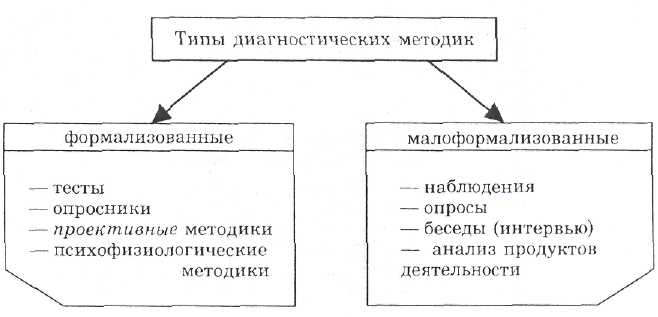 Типы диагностических методик
формализованные
— тесты
— опросники
— проективные методики
— психофизиологические
методики
малоформализованные
— наблюдения
— опросы
— беседы (интервью)
— анализ продуктов
деятельности